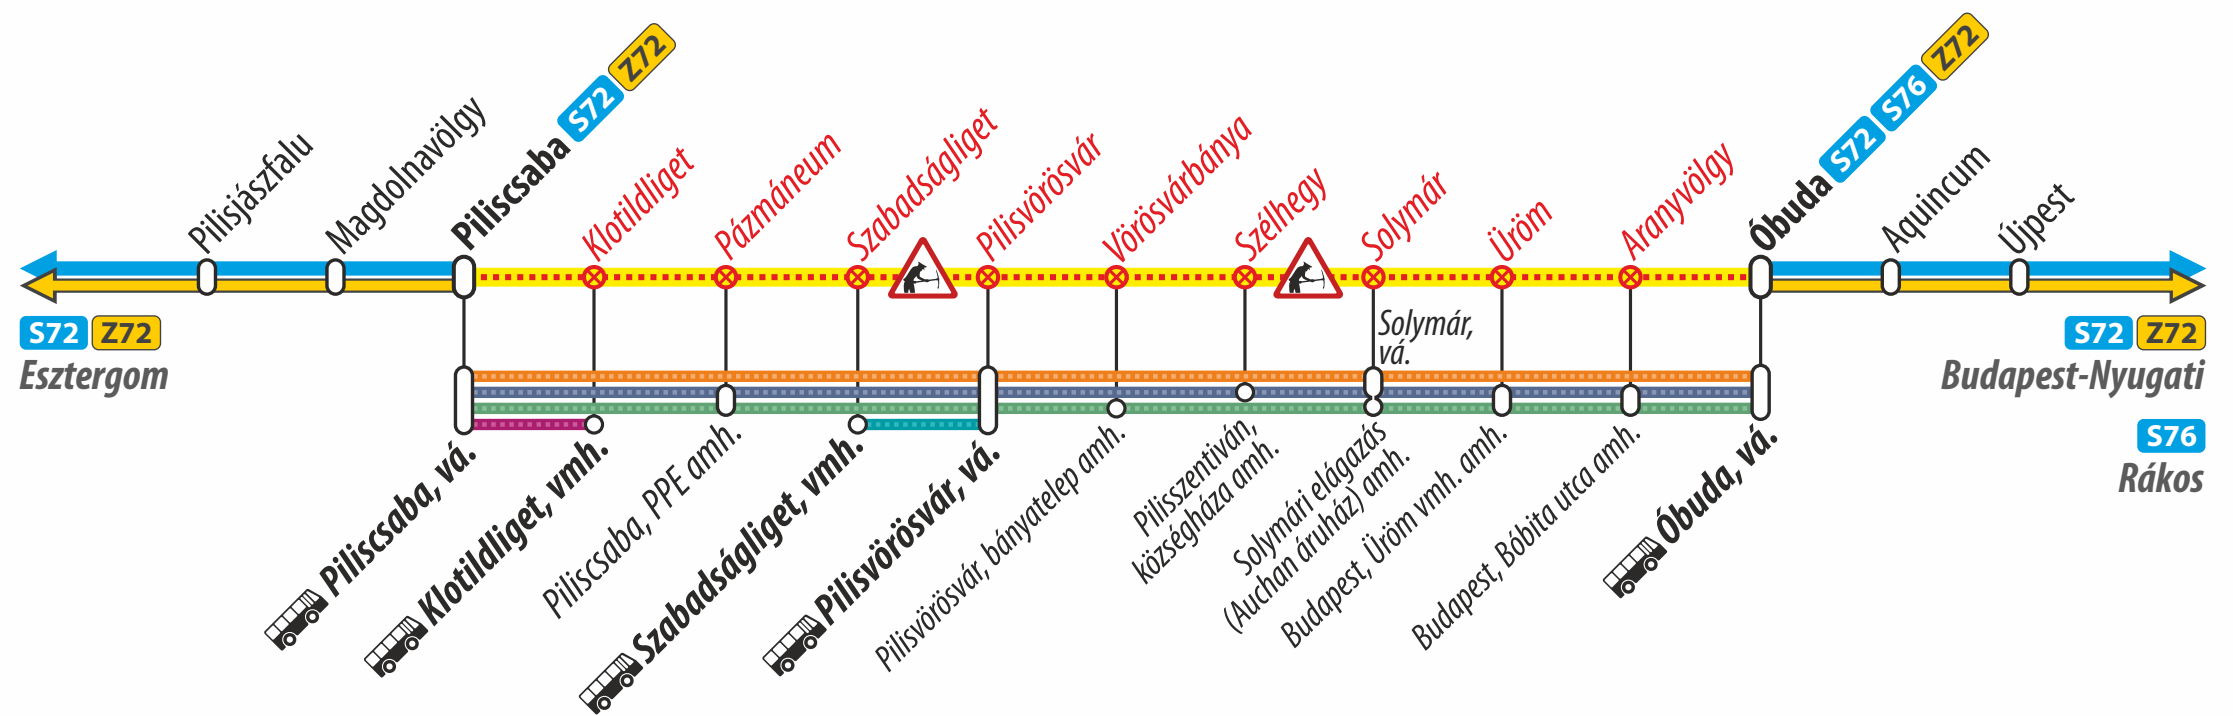 Pilisjászfalu
Magdolnavölgy
Piliscsaba S72 Z72
Klotildliget
Pázmáneum
Szabadságliget
Pilisvörösvár
Vörösvárbánya
Szélhegy
Solymár
Üröm
Aranyvölgy
Óbuda S72 S76 Z72
Aquincum
Újpest
S72 Z72
Esztergom
S72 Z72
Budapest-Nyugati
S76
Rákos
Solymár,
vá.
Piliscsaba, vá.
Klotildliget, vmh.
Piliscsaba, PPE amh.
Szabadságliget, vmh.
Pilisvörösvár, vá.
Pilisvörösvár, bányatelep amh.
Pilisszentiván,
községháza amh.
Solymári elágazás
(Auchan áruház) amh.
Budapest, Üröm vmh. amh.
Budapest, Bóbita utca amh.
Óbuda, vá.